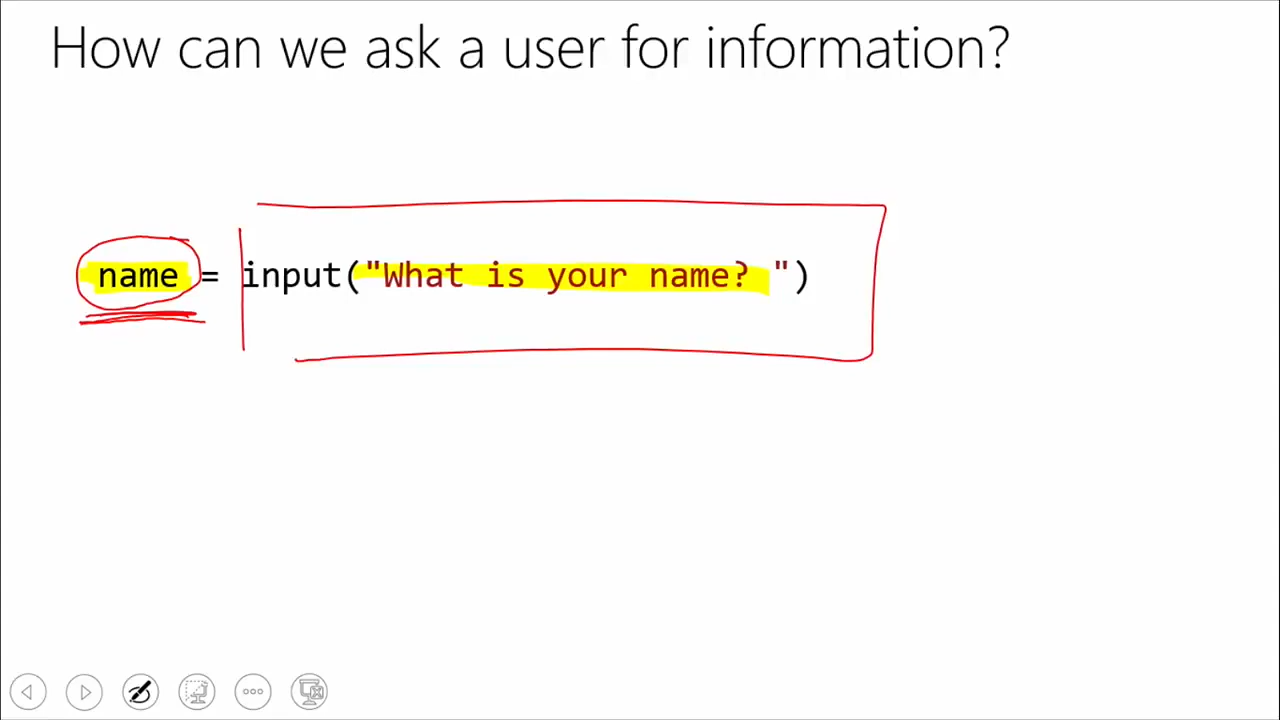 How can we ask a user for information?
name = input("What is your name? ")